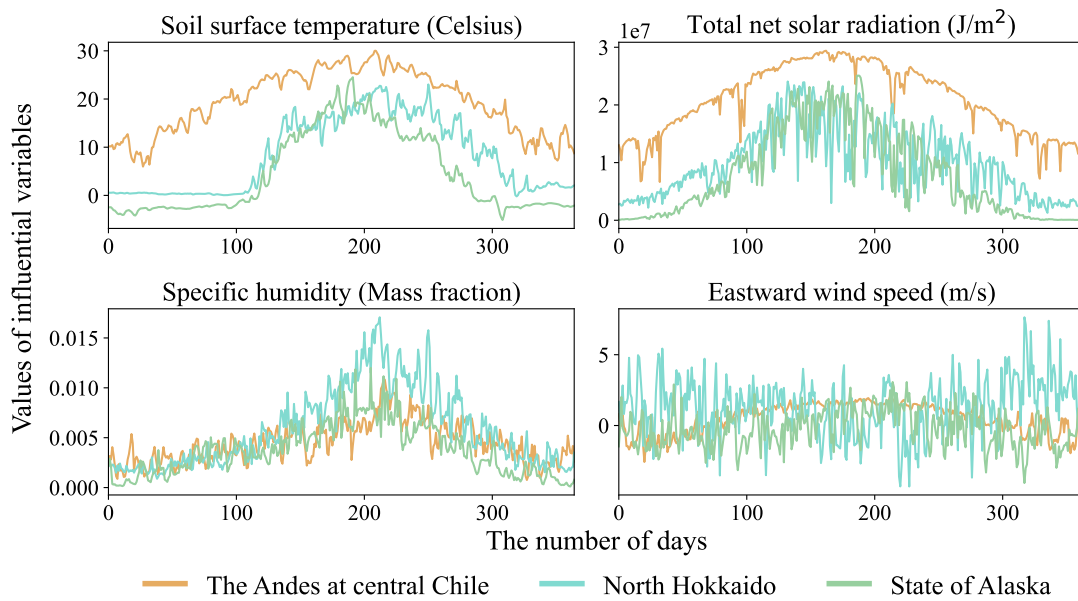 Soil surface temperature (Celsius)
30
20
10
0
0 100 200 300
Total net solar radiation (J/m²)
1e7
3
2
1
0
0 100 200 300
Values of influential variables
Specific humidity (Mass fraction)
0.015
0.010
0.005
0.000
0 100 200 300
Eastward wind speed (m/s)
5
0
0 100 200 300
The number of days
The Andes at central Chile North Hokkaido State of Alaska